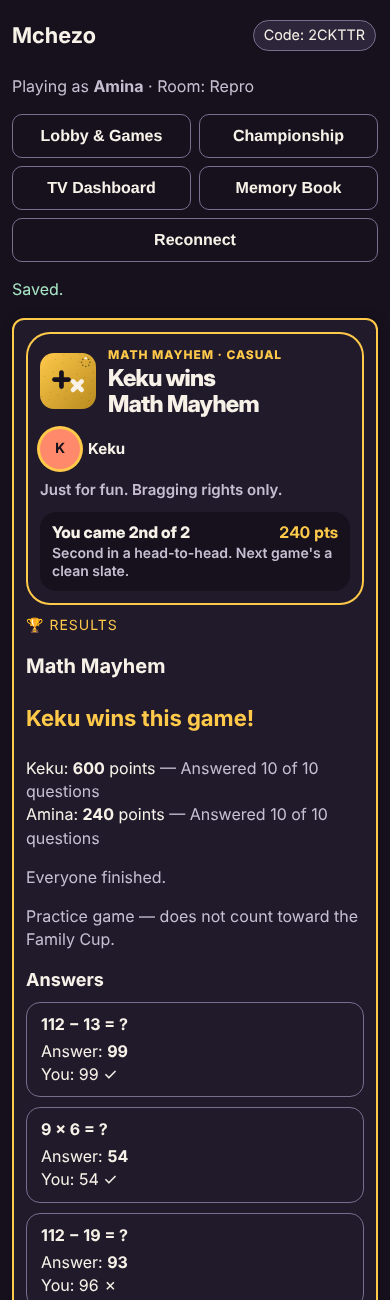 Mchezo
Code: 2CKTTR
Playing as Amina · Room: Repro
Lobby & Games
Championship
TV Dashboard
Memory Book
Reconnect
Saved.
MATH MAYHEM · CASUAL
Keku wins
Math Mayhem
K
Keku
Just for fun. Bragging rights only.
You came 2nd of 2
240 pts
Second in a head-to-head. Next game's a
clean slate.
🏆 RESULTS
Math Mayhem
Keku wins this game!
Keku: 600 points — Answered 10 of 10
questions
Amina: 240 points — Answered 10 of 10
questions
Everyone finished.
Practice game — does not count toward the
Family Cup.
Answers
112 − 13 = ?
Answer: 99
You: 99 ✓
9 × 6 = ?
Answer: 54
You: 54 ✓
112 − 19 = ?
Answer: 93
You: 96 ×